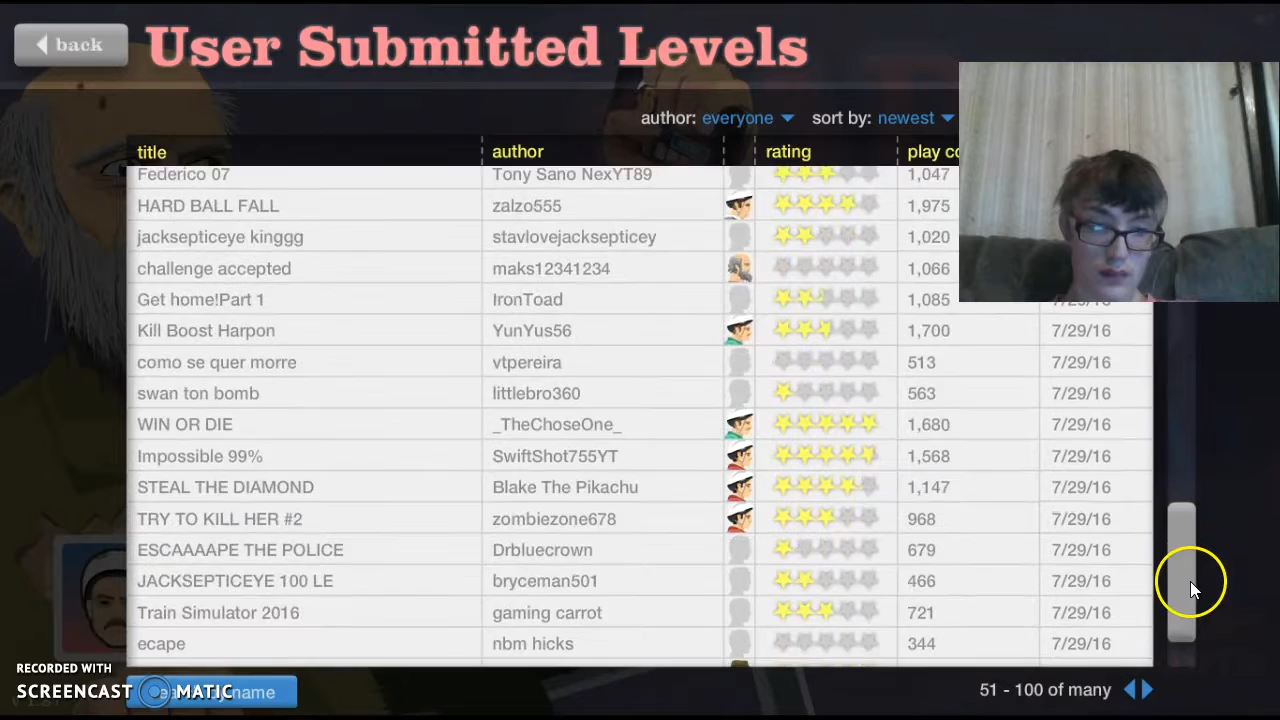 back
User Submitted Levels
author: everyone sort by: newest
title author rating play co
Federico 07 Tony Sano NexYT89 1,047
HARD BALL FALL zalzo555 1,975
jacksepticeye kinggg stavlovejacksepticey 1,020
challenge accepted maks12341234 1,066
Get home!Part 1 IronToad 1,085 7/29/16
Kill Boost Harpon YunYus56 1,700 7/29/16
como se quer morre vtpereira 513 7/29/16
swan ton bomb littlebro360 563 7/29/16
WIN OR DIE _TheChoseOne_ 1,680 7/29/16
Impossible 99% SwiftShot755YT 1,568 7/29/16
STEAL THE DIAMOND Blake The Pikachu 1,147 7/29/16
TRY TO KILL HER #2 zombiezone678 968 7/29/16
ESCAAAAPE THE POLICE Drbluecrown 679 7/29/16
JACKSEPTICEYE 100 LE bryceman501 466 7/29/16
Train Simulator 2016 gaming carrot 721 7/29/16
ecape nbm hicks 344 7/29/16
RECORDED WITH
SCREENCAST MATIC
name
51 - 100 of many